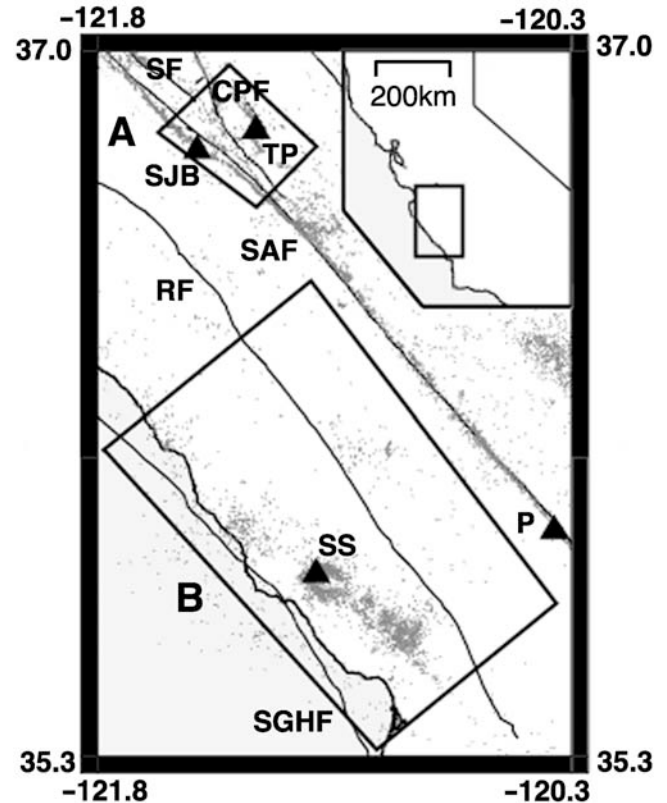 −121.8 −120.3
37.0 37.0
SF
CPF
200km
A
TP
SJB
SAF
RF
P
SS
B
SGHF
35.3 35.3
−121.8 −120.3